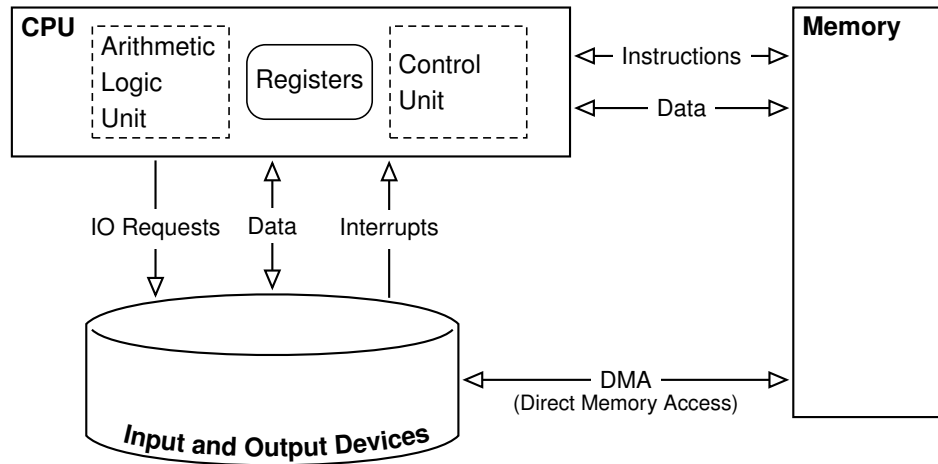 CPU
Arithmetic
Logic
Unit
Registers
Control
Unit
Instructions
Data
Memory
IO Requests
Data
Interrupts
DMA
(Direct Memory Access)
Input and Output Devices